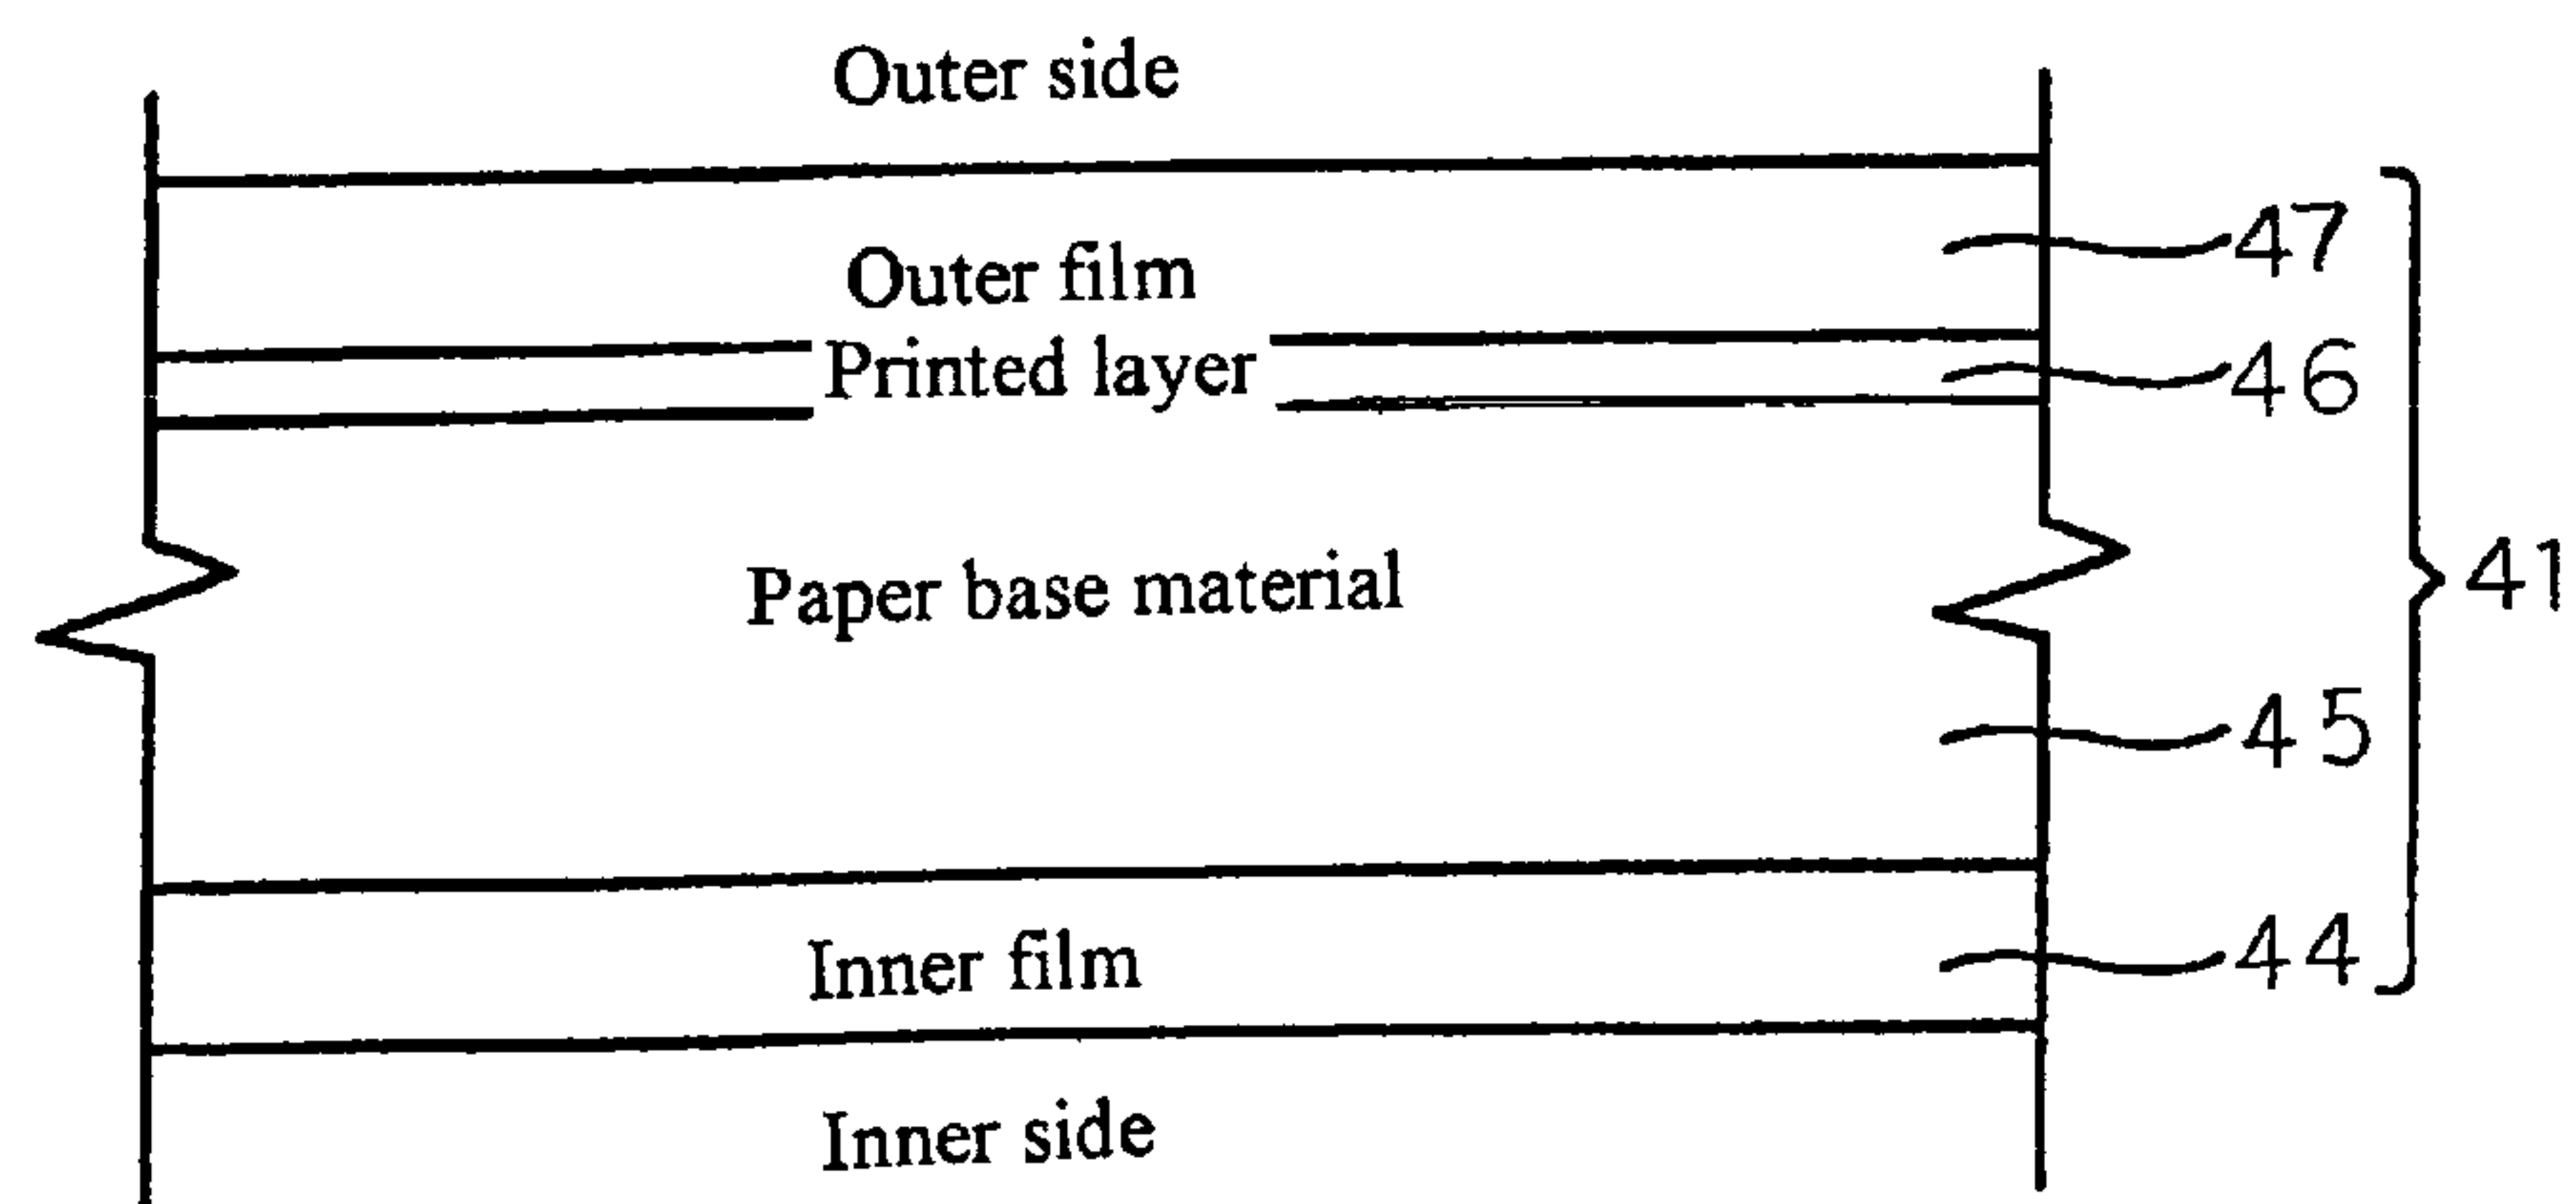 Outer side
Outer film
47
Printed layer
46
Paper base material
41
45
Inner film
44
Inner side